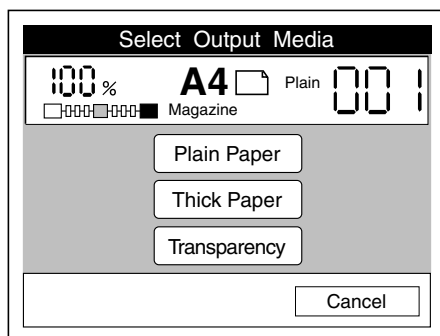 Select Output Media
100 % A4 Plain 001
Magazine
Plain Paper
Thick Paper
Transparency
Cancel